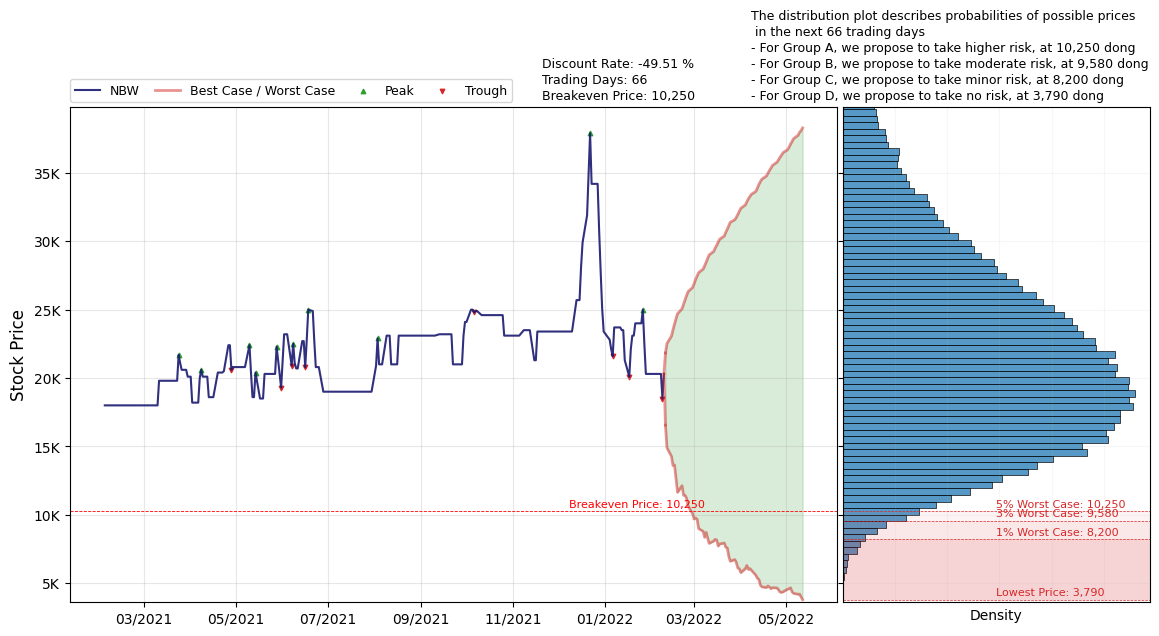 The distribution plot describes probabilities of possible prices
in the next 66 trading days
- For Group A, we propose to take higher risk, at 10,250 dong
- For Group B, we propose to take moderate risk, at 9,580 dong
- For Group C, we propose to take minor risk, at 8,200 dong
- For Group D, we propose to take no risk, at 3,790 dong
Discount Rate: -49.51 %
Trading Days: 66
Breakeven Price: 10,250
NBW Best Case / Worst Case Peak Trough
Stock Price
35K
30K
25K
20K
15K
10K
5K
Breakeven Price: 10,250
5% Worst Case: 10,250
3% Worst Case: 9,580
1% Worst Case: 8,200
Lowest Price: 3,790
03/2021 05/2021 07/2021 09/2021 11/2021 01/2022 03/2022 05/2022
Density